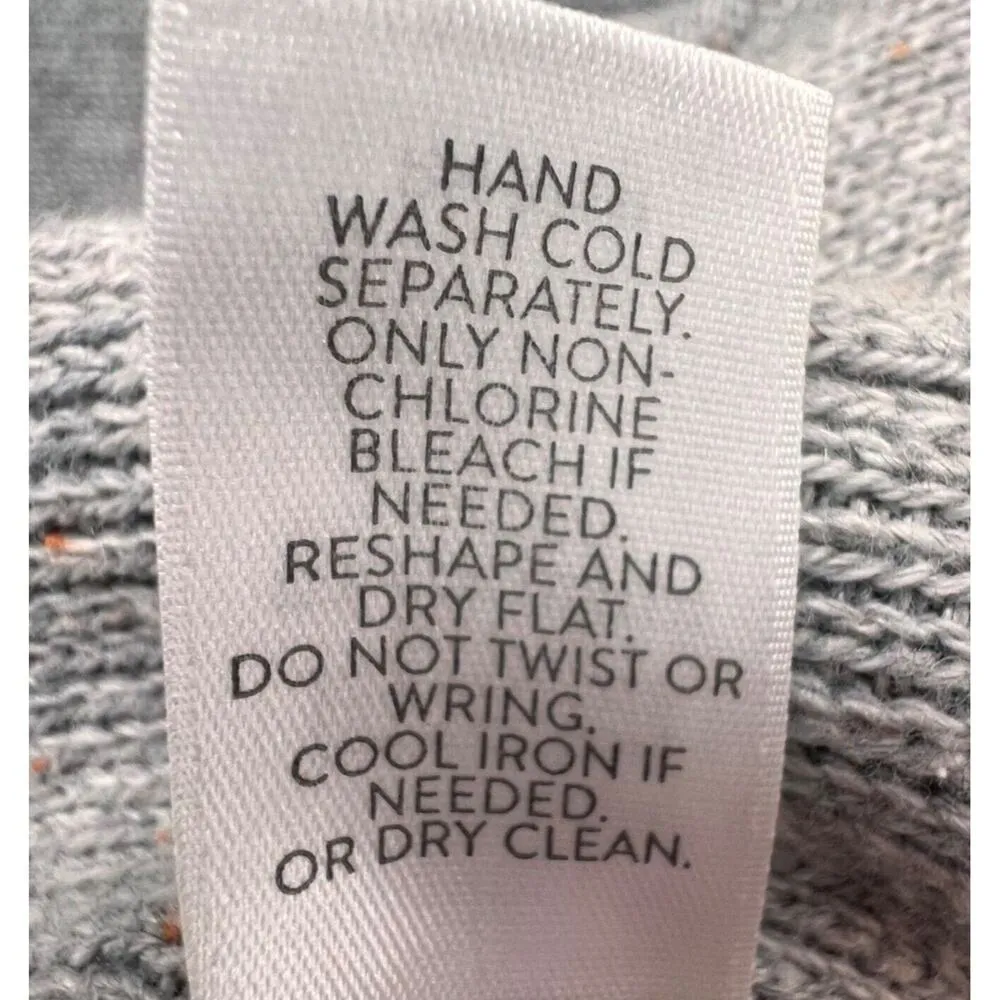 HAND
WASH COLD
SEPARATELY.
ONLY NON-
CHLORINE
BLEACH IF
NEEDED.
RESHAPE AND
DRY FLAT.
DO NOT TWIST OR
WRING.
COOL IRON IF
NEEDED.
OR DRY CLEAN.